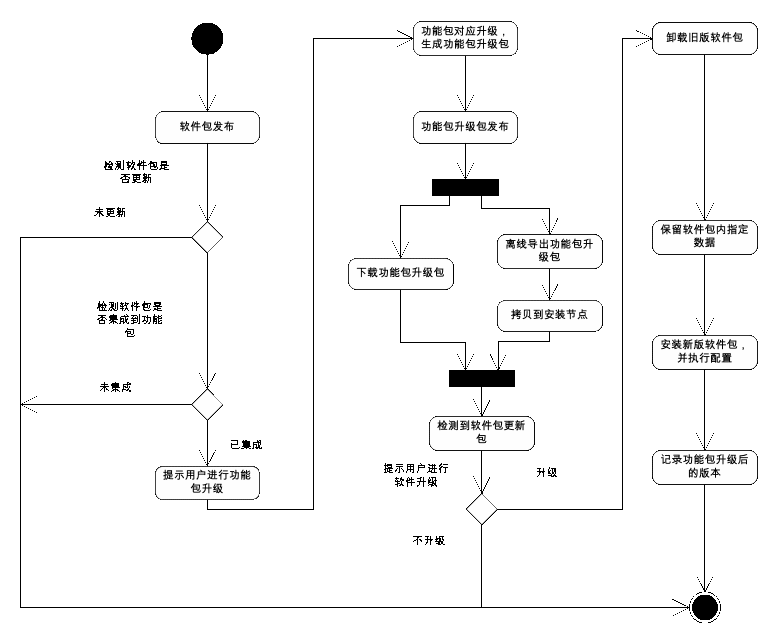 软件包发布
检测软件包是
否更新
未更新
检测软件包是
否集成到功能
包
未集成
已集成
提示用户进行功能
包升级
功能包对应升级，
生成功能包升级包
功能包升级包发布
下载功能包升级包
离线导出功能包升
级包
拷贝到安装节点
检测到软件包更新
包
提示用户进行
软件升级
升级
不升级
卸载旧版软件包
保留软件包内指定
数据
安装新版软件包，
并执行配置
记录功能包升级后
的版本